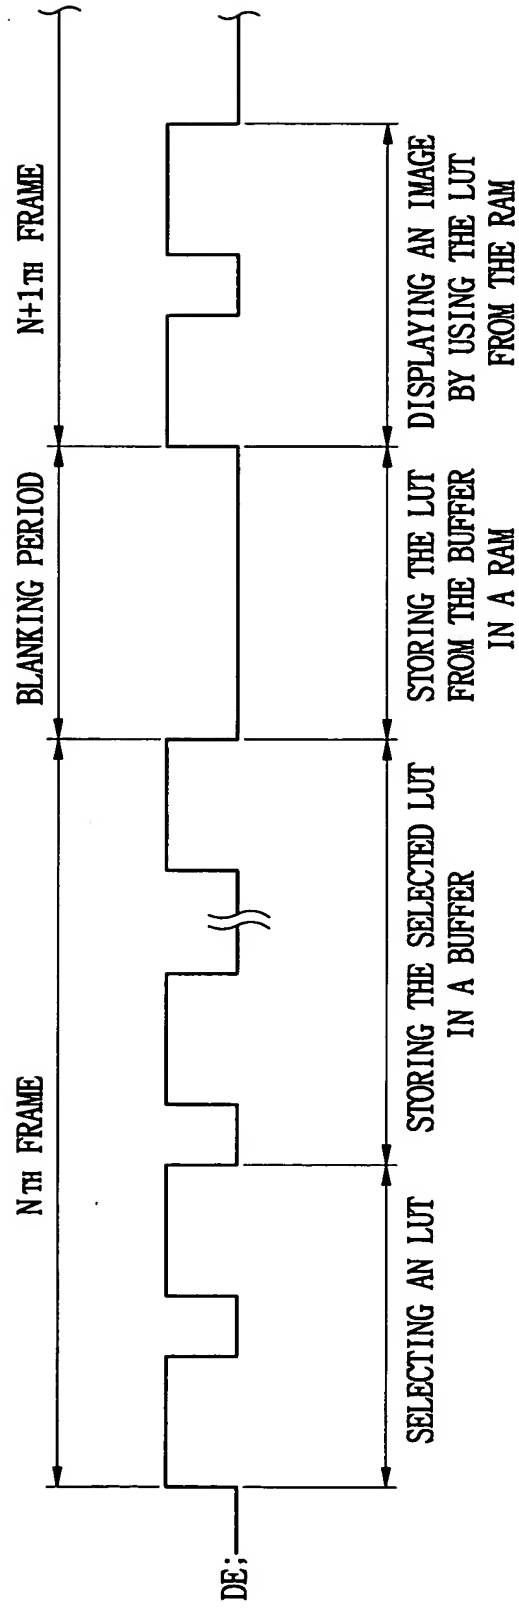 NTH FRAME
BLANKING PERIOD
N+1TH FRAME
DE;
SELECTING AN LUT
STORING THE SELECTED LUT
IN A BUFFER
STORING THE LUT
FROM THE BUFFER
IN A RAM
DISPLAYING AN IMAGE
BY USING THE LUT
FROM THE RAM